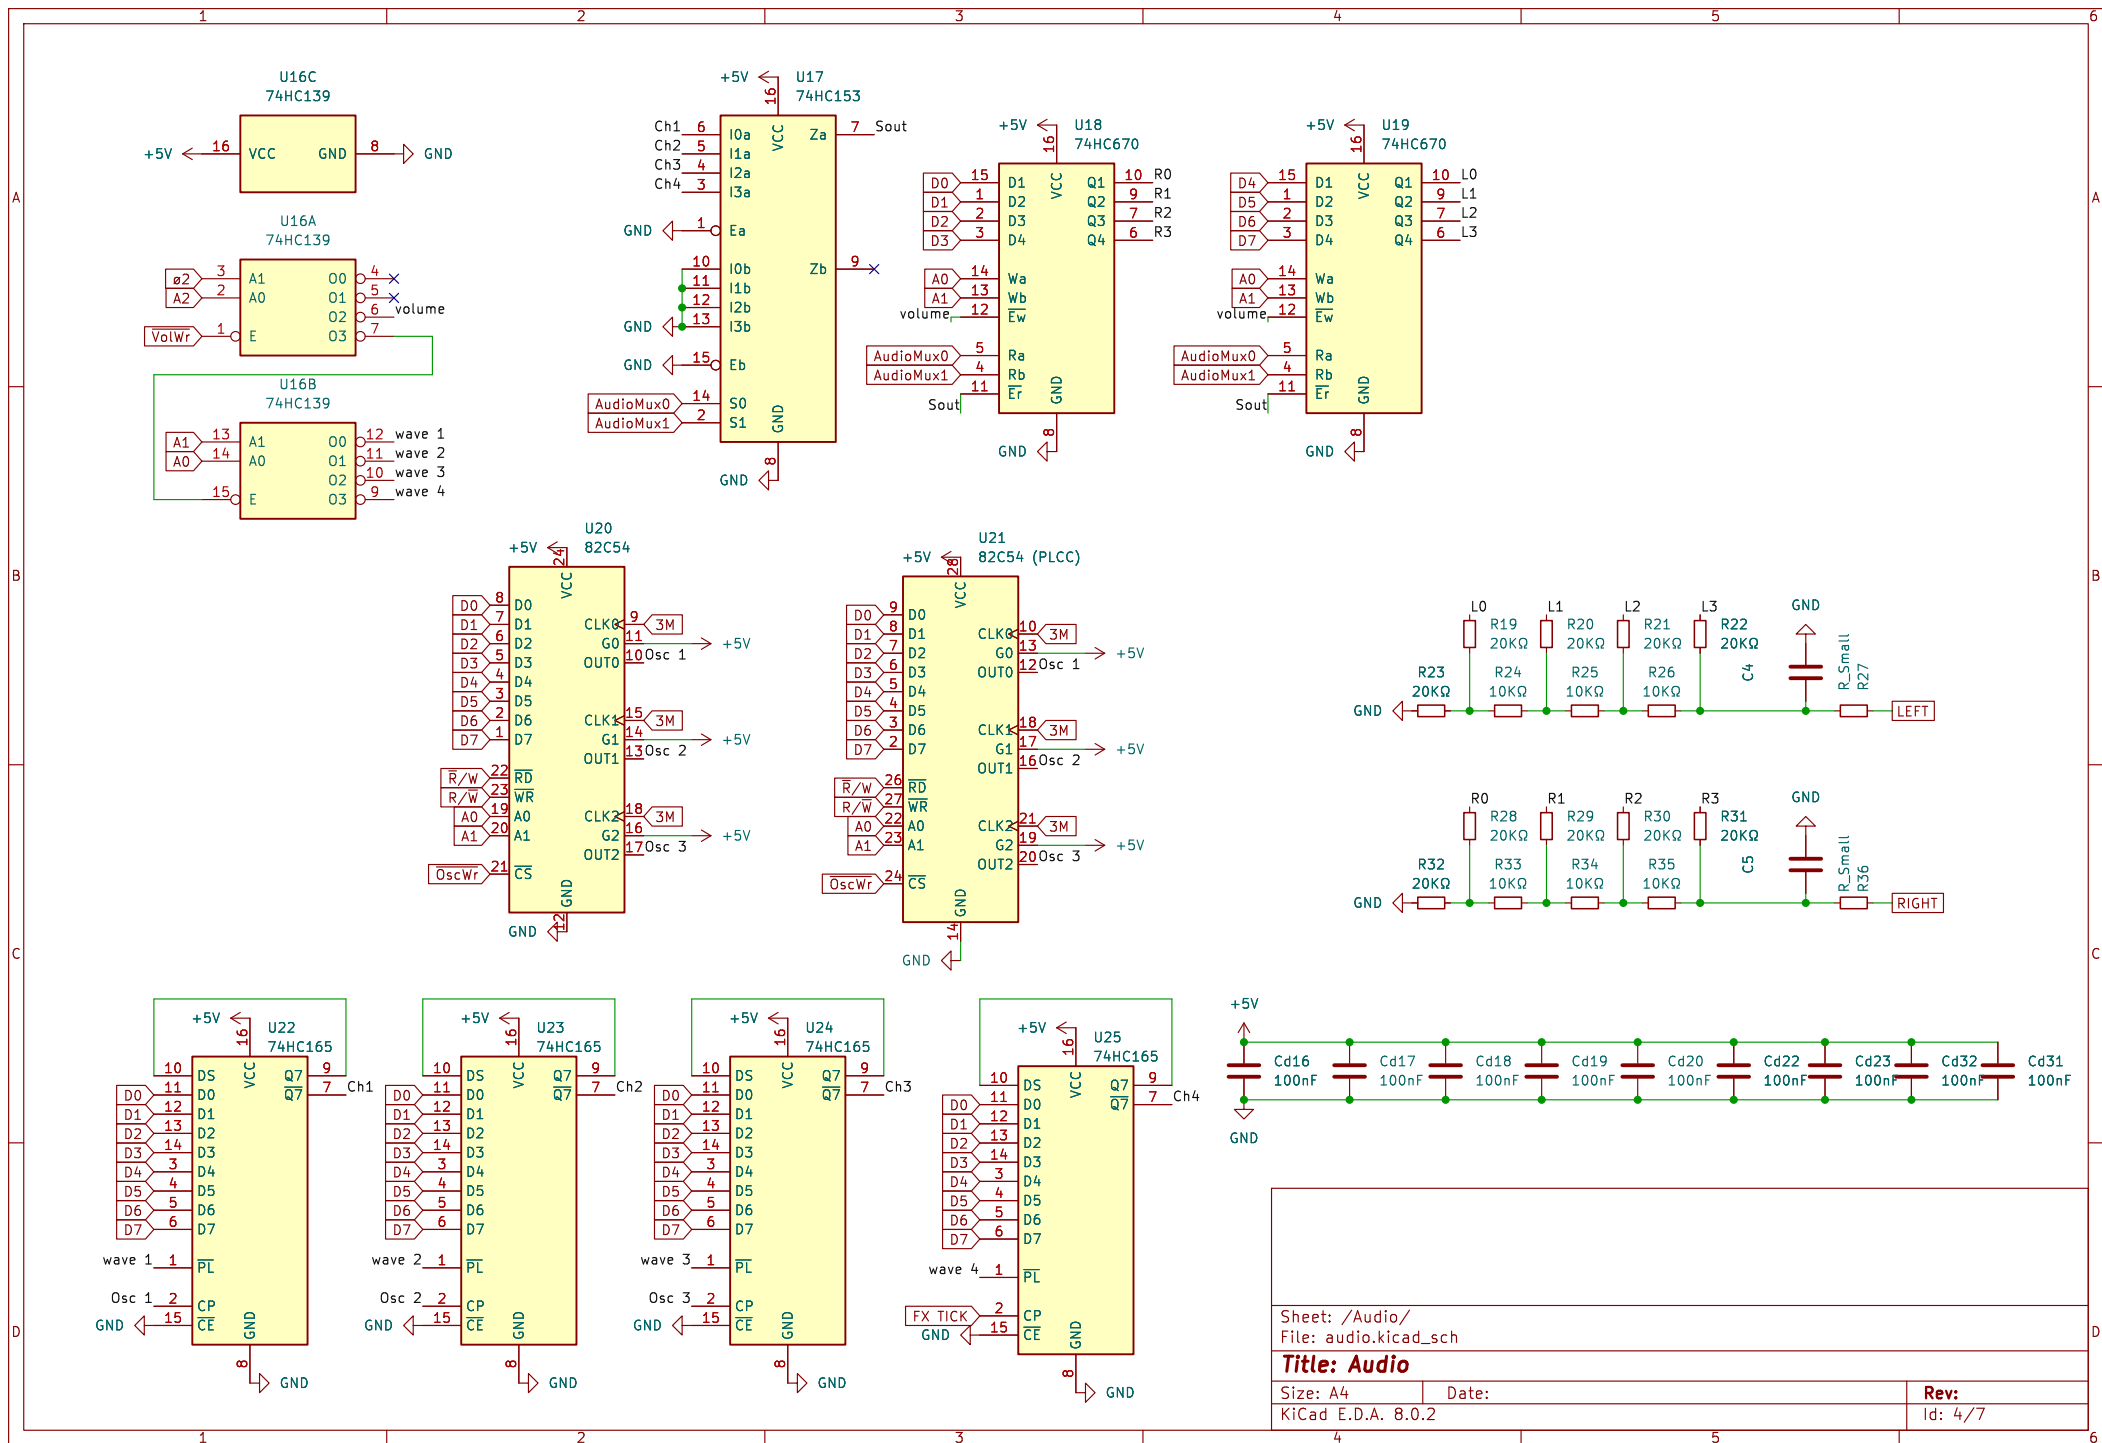 1 2 3 4 5 6
A
B
C
D
U16C
74HC139
+5V 16 VCC GND 8 GND
U16A
74HC139
ø2 3 A1 O0 4
A2 2 A0 O1 5
O2 6 volume
VolWr 1 E O3 7
U16B
74HC139
A1 13 A1 O0 12 wave 1
A0 14 A0 O1 11 wave 2
O2 10 wave 3
15 E O3 9 wave 4
+5V U17
16 74HC153
VCC
Ch1 6 I0a Za 7 Sout
Ch2 5 I1a
Ch3 4 I2a
Ch4 3 I3a
GND 1 Ea
10 I0b Zb 9
11 I1b
12 I2b
GND 13 I3b
GND 15 Eb
AudioMux0 14 S0
AudioMux1 2 S1
GND
8
GND
+5V U18
16 74HC670
VCC
D0 15 D1 Q1 10 R0
D1 1 D2 Q2 9 R1
D2 2 D3 Q3 7 R2
D3 3 D4 Q4 6 R3
A0 14 Wa
A1 13 Wb
volume 12 Ew
AudioMux0 5 Ra
AudioMux1 4 Rb
Sout 11 Er
GND
8
GND
+5V U19
16 74HC670
VCC
D4 15 D1 Q1 10 L0
D5 1 D2 Q2 9 L1
D6 2 D3 Q3 7 L2
D7 3 D4 Q4 6 L3
A0 14 Wa
A1 13 Wb
volume 12 Ew
AudioMux0 5 Ra
AudioMux1 4 Rb
Sout 11 Er
GND
8
GND
U20
+5V 24 82C54
VCC
D0 8 D0
D1 7 D1 CLK0 9 3M
D2 6 D2 G0 11 +5V
D3 5 D3 OUT0 10 Osc 1
D4 4 D4
D5 3 D5
D6 2 D6 CLK1 15 3M
D7 1 D7 G1 14 +5V
OUT1 13 Osc 2
R/W 22 RD
R/W 23 WR
A0 19 A0 CLK2 18 3M
A1 20 A1 G2 16 +5V
OUT2 17 Osc 3
OscWr 21 CS
GND
12
GND
U21
+5V 28 82C54 (PLCC)
VCC
D0 9 D0
D1 8 D1 CLK0 10 3M
D2 7 D2 G0 13 +5V
D3 6 D3 OUT0 12 Osc 1
D4 5 D4
D5 4 D5
D6 3 D6 CLK1 18 3M
D7 2 D7 G1 17 +5V
OUT1 16 Osc 2
R/W 26 RD
R/W 27 WR
A0 22 A0 CLK2 21 3M
A1 23 A1 G2 19 +5V
OUT2 20 Osc 3
OscWr 24 CS
GND
14
GND
L0 L1 L2 L3 GND
R19 R20 R21 R22
20KΩ 20KΩ 20KΩ 20KΩ
R23 R24 R25 R26 C4 R_Small R27
20KΩ 10KΩ 10KΩ 10KΩ
GND LEFT
R0 R1 R2 R3 GND
R28 R29 R30 R31
20KΩ 20KΩ 20KΩ 20KΩ
R32 R33 R34 R35 C5 R_Small R36
20KΩ 10KΩ 10KΩ 10KΩ
GND RIGHT
+5V U22
16 74HC165
VCC
10 DS Q7 9
D0 11 D0 Q7 7 Ch1
D1 12 D1
D2 13 D2
D3 14 D3
D4 3 D4
D5 4 D5
D6 5 D6
D7 6 D7
wave 1 1 PL
Osc 1 2 CP
GND 15 CE
GND
8 GND
+5V U23
16 74HC165
VCC
10 DS Q7 9
D0 11 D0 Q7 7 Ch2
D1 12 D1
D2 13 D2
D3 14 D3
D4 3 D4
D5 4 D5
D6 5 D6
D7 6 D7
wave 2 1 PL
Osc 2 2 CP
GND 15 CE
GND
8 GND
+5V U24
16 74HC165
VCC
10 DS Q7 9
D0 11 D0 Q7 7 Ch3
D1 12 D1
D2 13 D2
D3 14 D3
D4 3 D4
D5 4 D5
D6 5 D6
D7 6 D7
wave 3 1 PL
Osc 3 2 CP
GND 15 CE
GND
8 GND
+5V U25
16 74HC165
VCC
10 DS Q7 9
D0 11 D0 Q7 7 Ch4
D1 12 D1
D2 13 D2
D3 14 D3
D4 3 D4
D5 4 D5
D6 5 D6
D7 6 D7
wave 4 1 PL
FX TICK 2 CP
GND 15 CE
GND
8 GND
+5V
Cd16 Cd17 Cd18 Cd19 Cd20 Cd22 Cd23 Cd32 Cd31
100nF 100nF 100nF 100nF 100nF 100nF 100nF 100nF 100nF
GND
Sheet: /Audio/
File: audio.kicad_sch
Title: Audio
Size: A4 Date: Rev:
KiCad E.D.A. 8.0.2 Id: 4/7
A
B
C
D
1 2 3 4 5 6